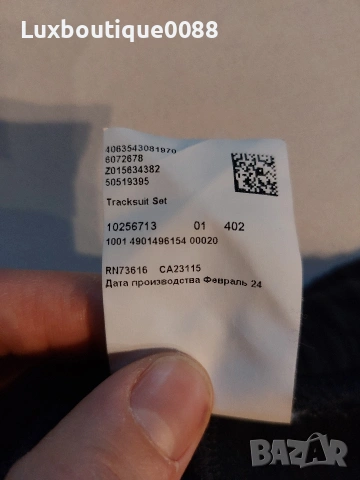 Luxboutique0088
4063543081970
6072678
Z015634382
50519395
Tracksuit Set
10256713 01 402
1001 4901496154 00020
RN73616 CA23115
Дата производства Февраль 24
BAZAR